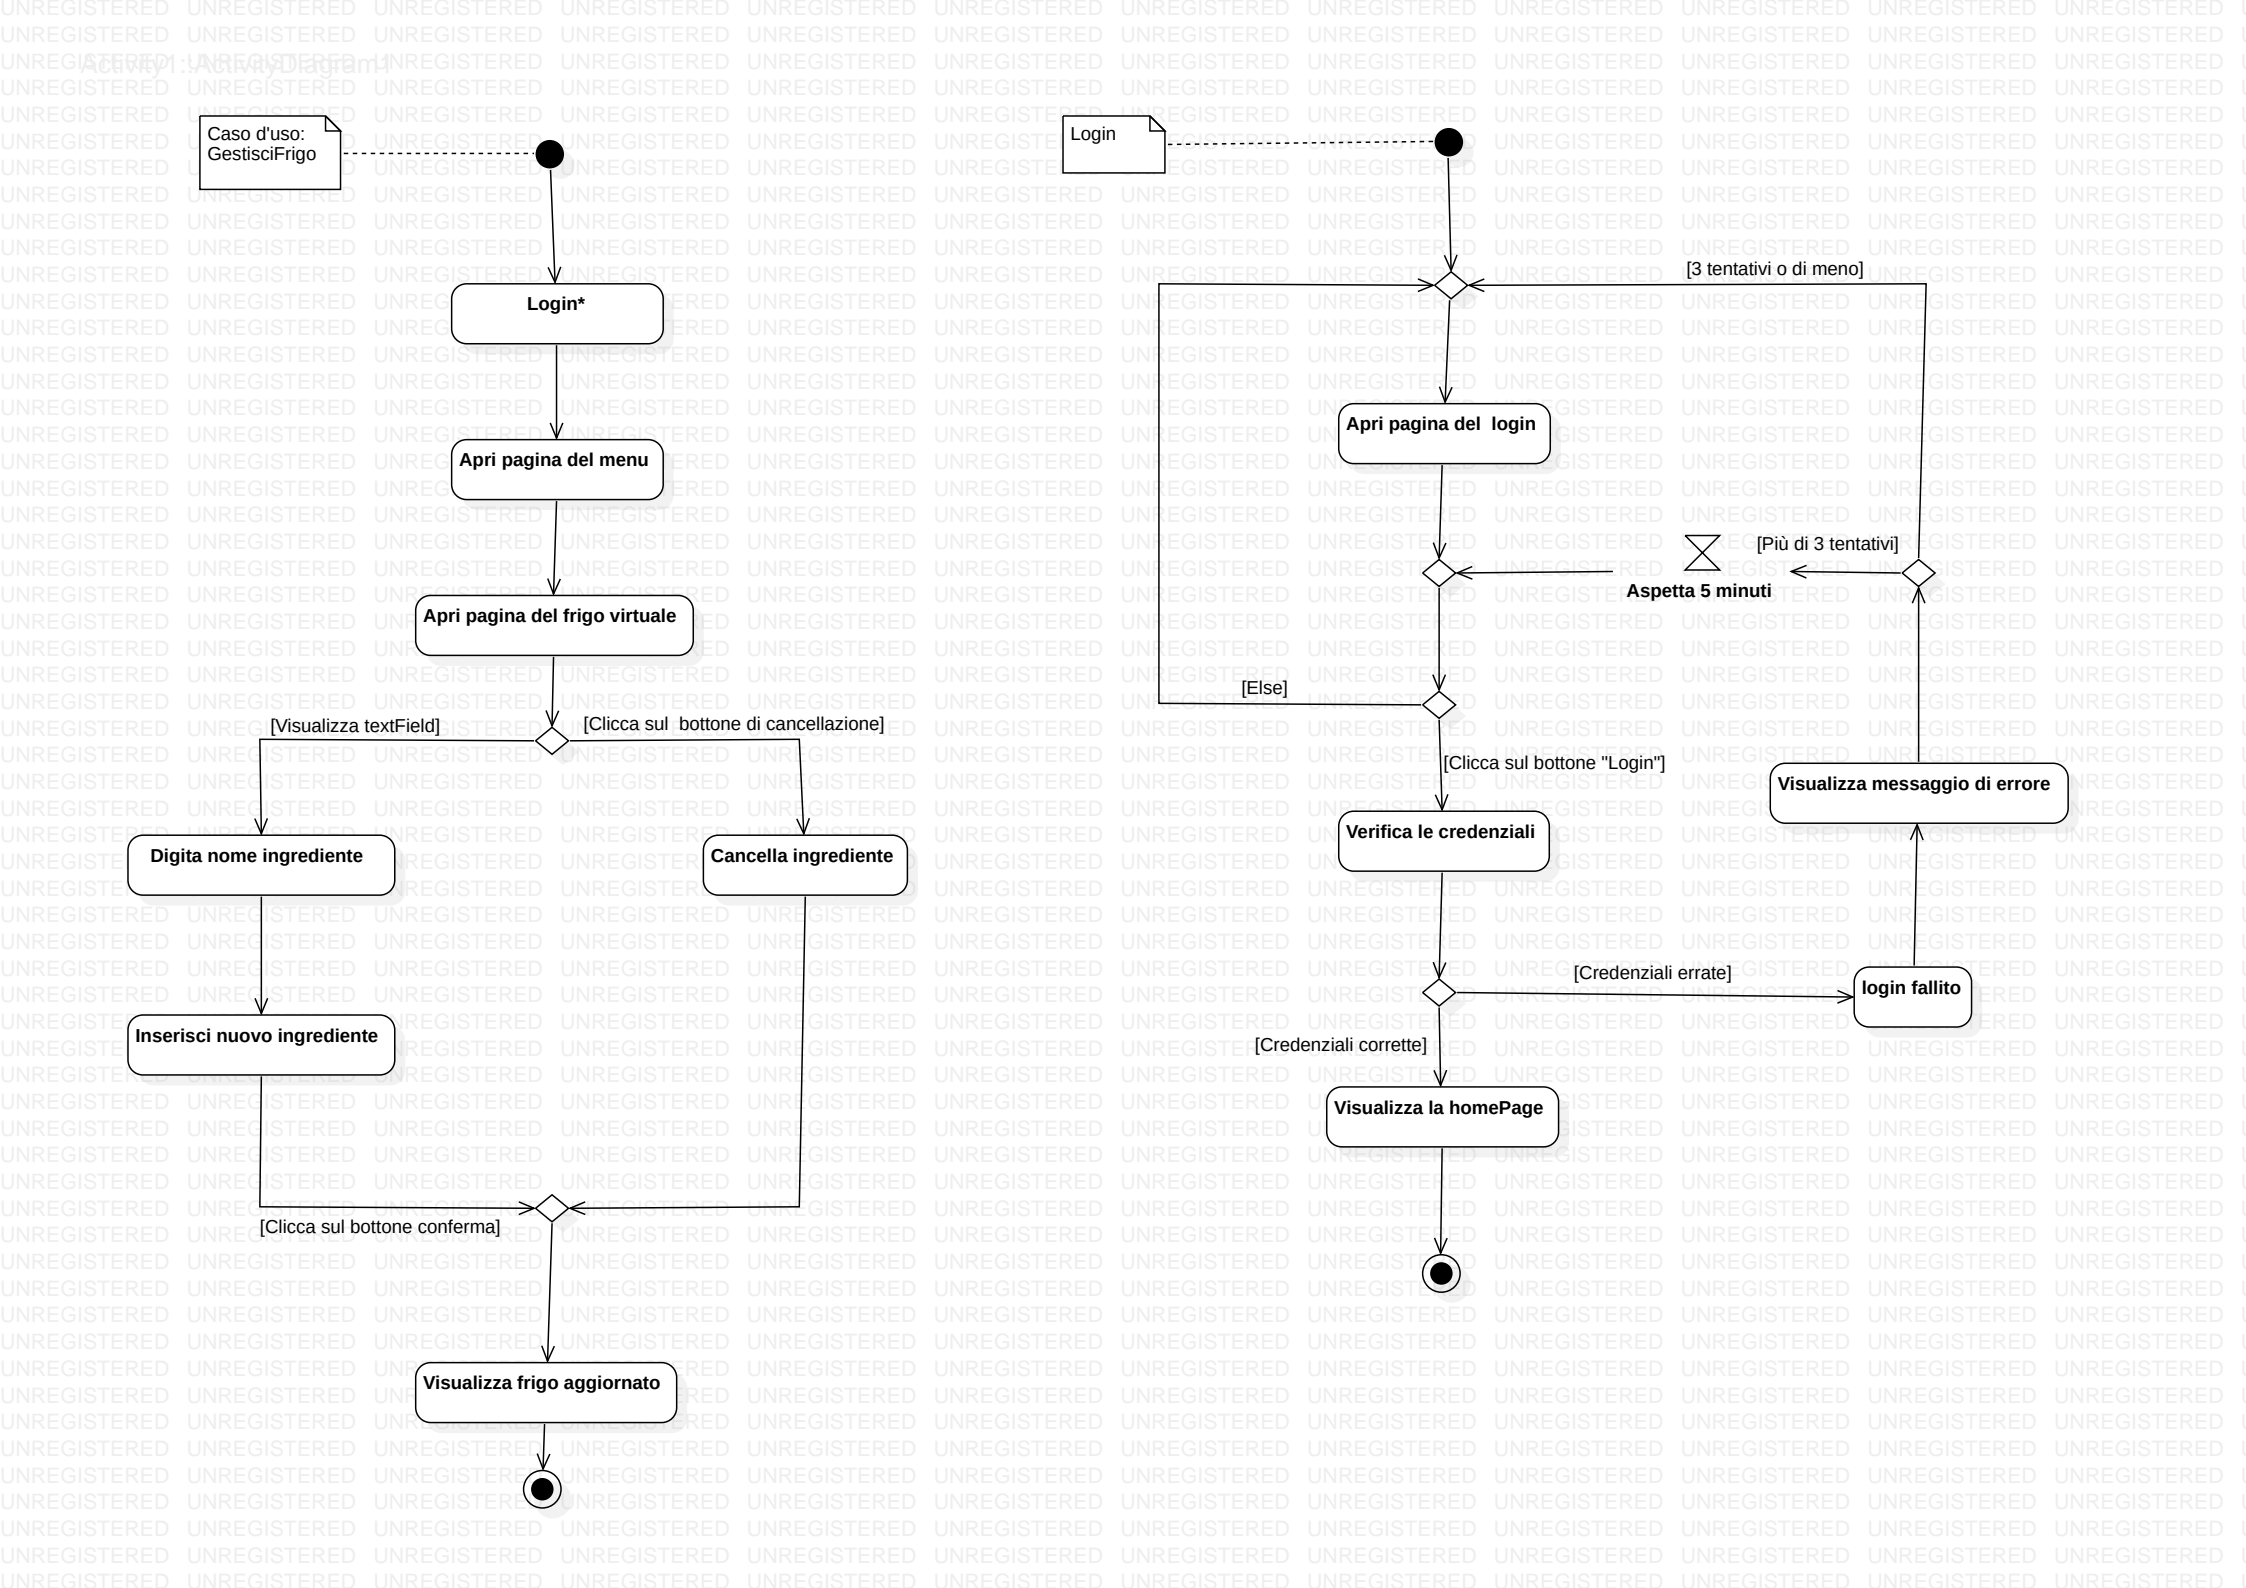 Activity1::ActivityDiagram1
Caso d'uso:
GestisciFrigo
Login*
Apri pagina del menu
Apri pagina del frigo virtuale
[Visualizza textField]
[Clicca sul  bottone di cancellazione]
Digita nome ingrediente
Cancella ingrediente
Inserisci nuovo ingrediente
[Clicca sul bottone conferma]
Visualizza frigo aggiornato
Login
[3 tentativi o di meno]
Apri pagina del  login
[Più di 3 tentativi]
Aspetta 5 minuti
[Else]
[Clicca sul bottone "Login"]
Visualizza messaggio di errore
Verifica le credenziali
[Credenziali errate]
login fallito
[Credenziali corrette]
Visualizza la homePage
UNREGISTERED